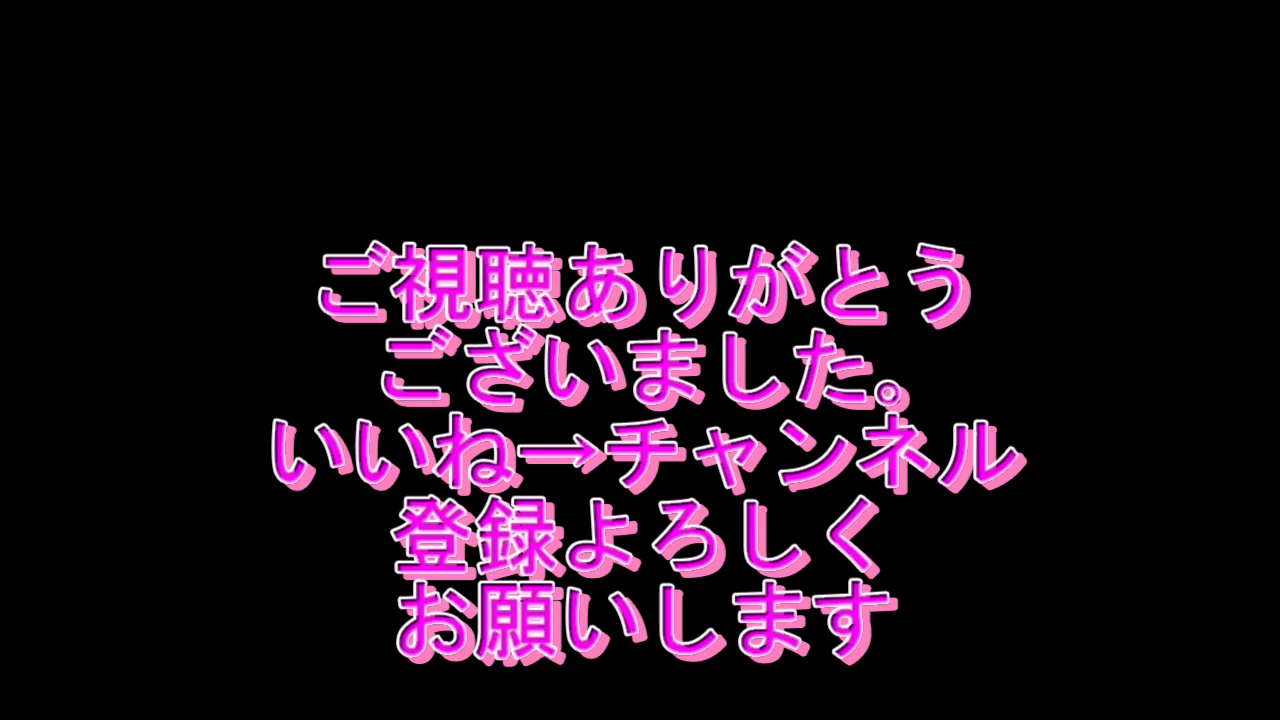 ご視聴ありがとう
ございました。
いいね→チャンネル
登録よろしく
お願いします